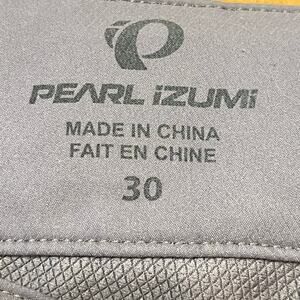 PEARL iZUMi
MADE IN CHINA
FAIT EN CHINE
30